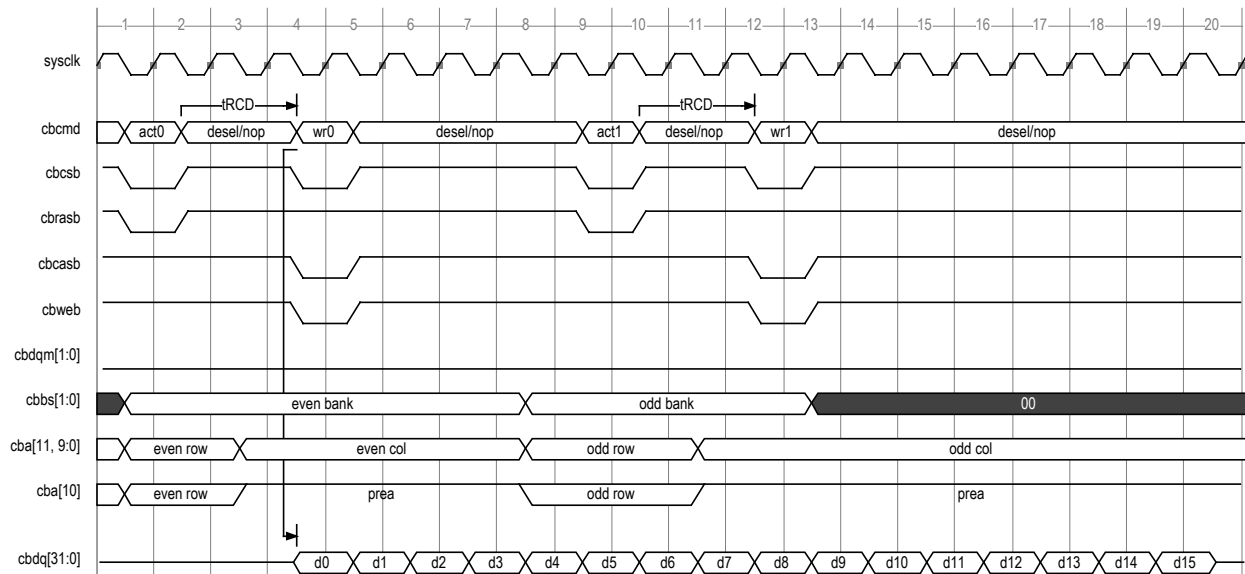 1 2 3 4 5 6 7 8 9 10 11 12 13 14 15 16 17 18 19 20
sysclk
tRCD tRCD
cbcmd act0 desel/nop wr0 desel/nop act1 desel/nop wr1 desel/nop
cbcsb
cbrasb
cbcasb
cbweb
cbdqm[1:0]
cbbs[1:0] even bank odd bank 00
cba[11, 9:0] even row even col odd row odd col
cba[10] even row prea odd row prea
cbdq[31:0] d0 d1 d2 d3 d4 d5 d6 d7 d8 d9 d10 d11 d12 d13 d14 d15